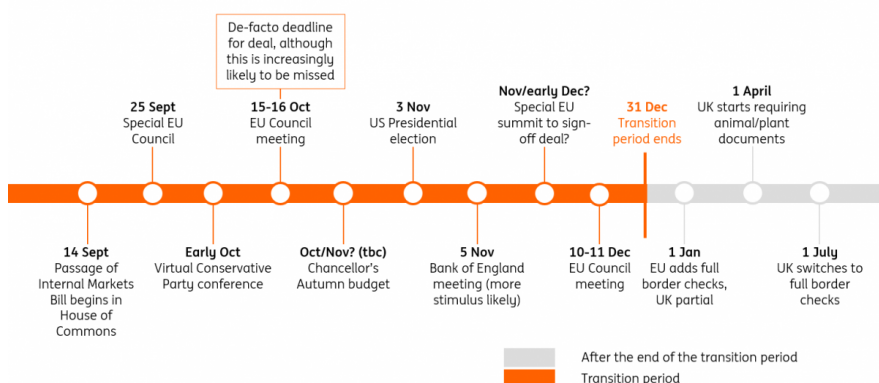 De-facto deadline
for deal, although
this is increasingly
likely to be missed
25 Sept
Special EU
Council
15-16 Oct
EU Council
meeting
3 Nov
US Presidential
election
Nov/early Dec?
Special EU
summit to sign-
off deal?
31 Dec
Transition
period ends
1 April
UK starts requiring
animal/plant
documents
14 Sept
Passage of
Internal Markets
Bill begins in
House of
Commons
Early Oct
Virtual Conservative
Party conference
Oct/Nov? (tbc)
Chancellor's
Autumn budget
5 Nov
Bank of England
meeting (more
stimulus likely)
10-11 Dec
EU Council
meeting
1 Jan
EU adds full
border checks,
UK partial
1 July
UK switches to
full border
checks
After the end of the transition period
Transition period